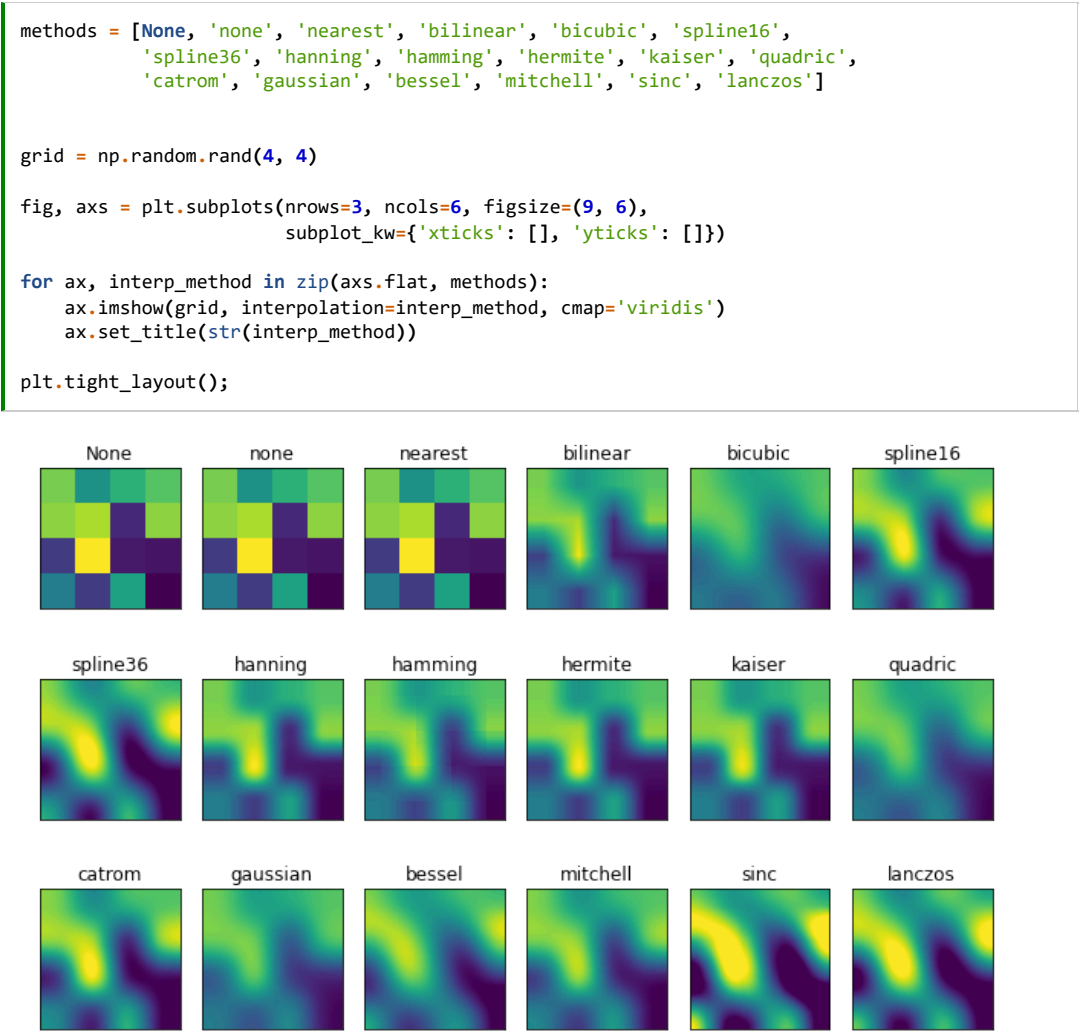 methods = [None, 'none', 'nearest', 'bilinear', 'bicubic', 'spline16',
           'spline36', 'hanning', 'hamming', 'hermite', 'kaiser', 'quadric',
           'catrom', 'gaussian', 'bessel', 'mitchell', 'sinc', 'lanczos']
grid = np.random.rand(4, 4)
fig, axs = plt.subplots(nrows=3, ncols=6, figsize=(9, 6),
                        subplot_kw={'xticks': [], 'yticks': []})
for ax, interp_method in zip(axs.flat, methods):
    ax.imshow(grid, interpolation=interp_method, cmap='viridis')
    ax.set_title(str(interp_method))
plt.tight_layout();
None none nearest bilinear bicubic spline16
spline36 hanning hamming hermite kaiser quadric
catrom gaussian bessel mitchell sinc lanczos